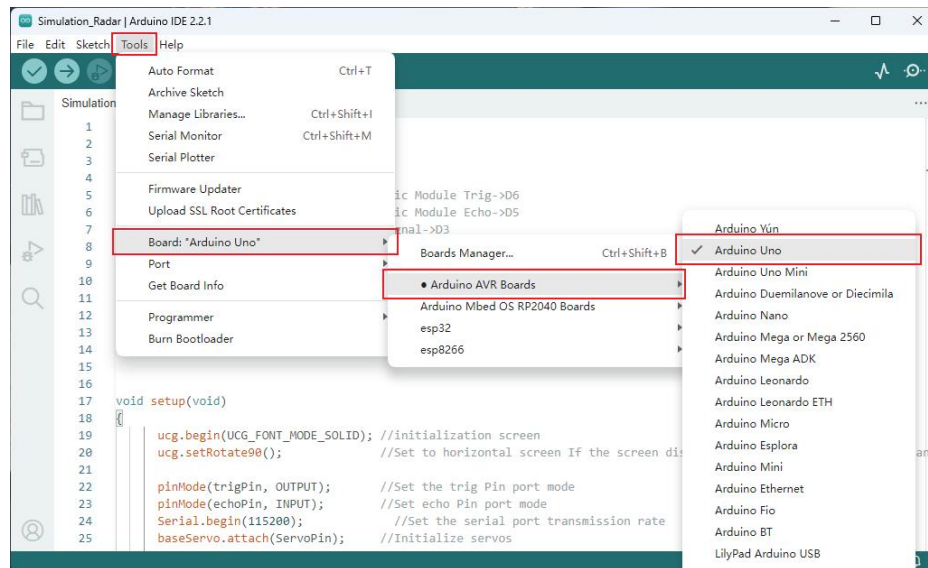 Simulation_Radar | Arduino IDE 2.2.1
File Edit Sketch Tools Help
Simulation
Auto Format Ctrl+T
Archive Sketch
Manage Libraries... Ctrl+Shift+I
Serial Monitor Ctrl+Shift+M
Serial Plotter
Firmware Updater
Upload SSL Root Certificates
Board: "Arduino Uno"
Port
Get Board Info
Programmer
Burn Bootloader
Boards Manager... Ctrl+Shift+B
• Arduino AVR Boards
Arduino Mbed OS RP2040 Boards
esp32
esp8266
Arduino Yún
✓ Arduino Uno
Arduino Uno Mini
Arduino Duemilanove or Diecimila
Arduino Nano
Arduino Mega or Mega 2560
Arduino Mega ADK
Arduino Leonardo
Arduino Leonardo ETH
Arduino Micro
Arduino Esplora
Arduino Mini
Arduino Ethernet
Arduino Fio
Arduino BT
LilyPad Arduino USB
1
2
3
4
5 ic Module Trig->D6
6 ic Module Echo->D5
7 gnal->D3
8
9
10
11
12
13
14
15
16
17 void setup(void)
18 {
19 ucg.begin(UCG_FONT_MODE_SOLID); //initialization screen
20 ucg.setRotate90(); //Set to horizontal screen If the screen dis an
21
22 pinMode(trigPin, OUTPUT); //Set the trig Pin port mode
23 pinMode(echoPin, INPUT); //Set echo Pin port mode
24 Serial.begin(115200); //Set the serial port transmission rate
25 baseServo.attach(ServoPin); //Initialize servos